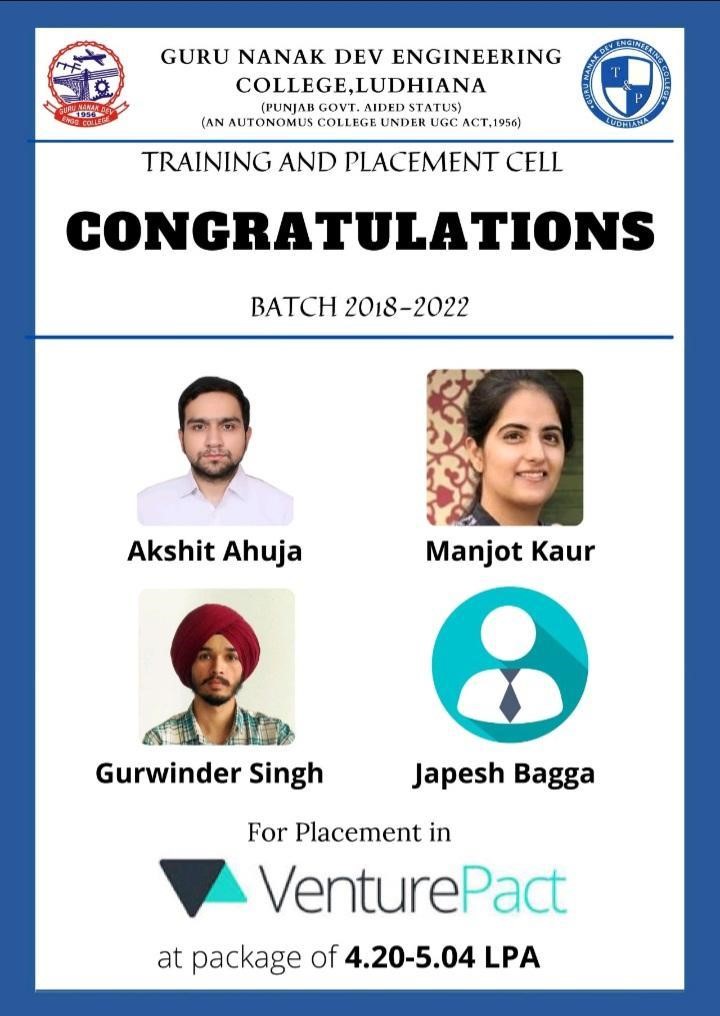 GURU NANAK DEV ENGINEERING
COLLEGE,LUDHIANA
(PUNJAB GOVT. AIDED STATUS)
(AN AUTONOMUS COLLEGE UNDER UGC ACT,1956)
GURU NANAK DEV
1956
ENGG. COLLEGE
GURU NANAK DEV ENGINEERING COLLEGE
T & P
LUDHIANA
TRAINING AND PLACEMENT CELL
CONGRATULATIONS
BATCH 2018-2022
Akshit Ahuja
Manjot Kaur
Gurwinder Singh
Japesh Bagga
For Placement in
VenturePact
at package of 4.20-5.04 LPA